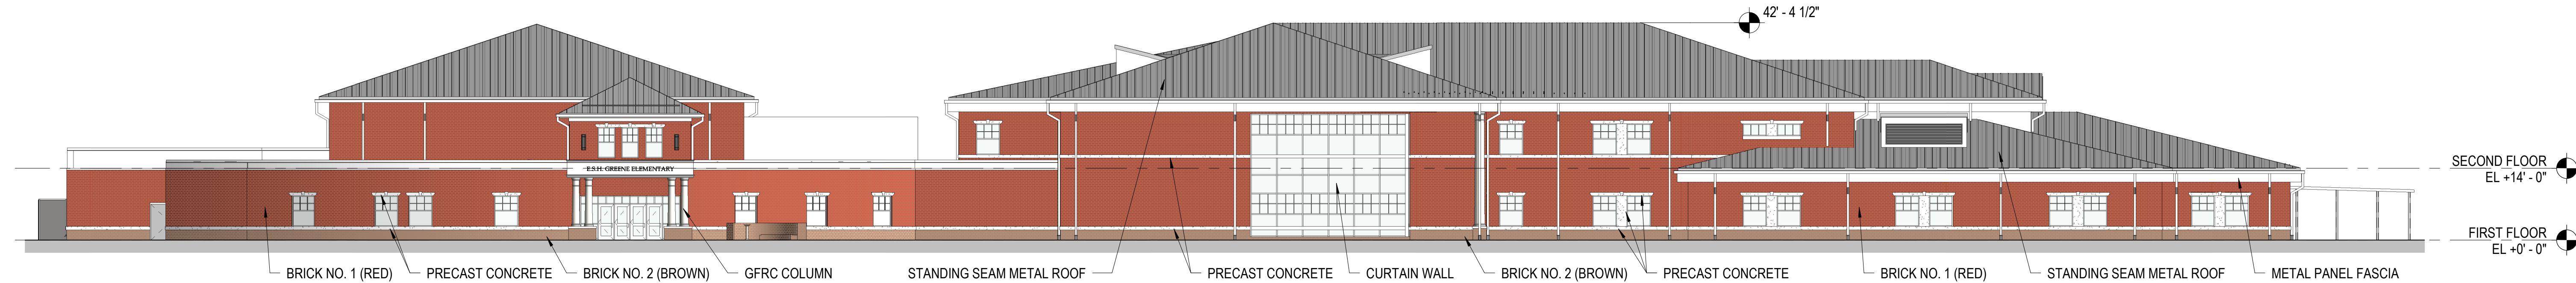 42' - 4 1/2"
E.S.H. GREENE ELEMENTARY
SECOND FLOOR
EL +14' - 0"
FIRST FLOOR
EL +0' - 0"
BRICK NO. 1 (RED)
PRECAST CONCRETE
BRICK NO. 2 (BROWN)
GFRC COLUMN
STANDING SEAM METAL ROOF
PRECAST CONCRETE
CURTAIN WALL
BRICK NO. 2 (BROWN)
PRECAST CONCRETE
BRICK NO. 1 (RED)
STANDING SEAM METAL ROOF
METAL PANEL FASCIA